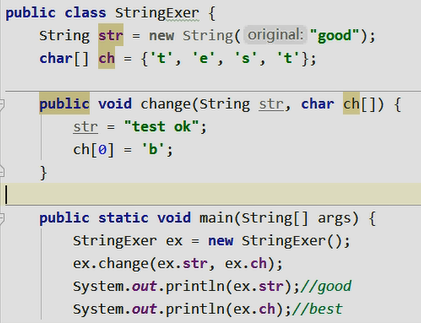 public class StringExer {
    String str = new String( original: "good");
    char[] ch = {'t', 'e', 's', 't'};
    public void change(String str, char ch[]) {
        str = "test ok";
        ch[0] = 'b';
    }
    public static void main(String[] args) {
        StringExer ex = new StringExer();
        ex.change(ex.str, ex.ch);
        System.out.println(ex.str);//good
        System.out.println(ex.ch);//best